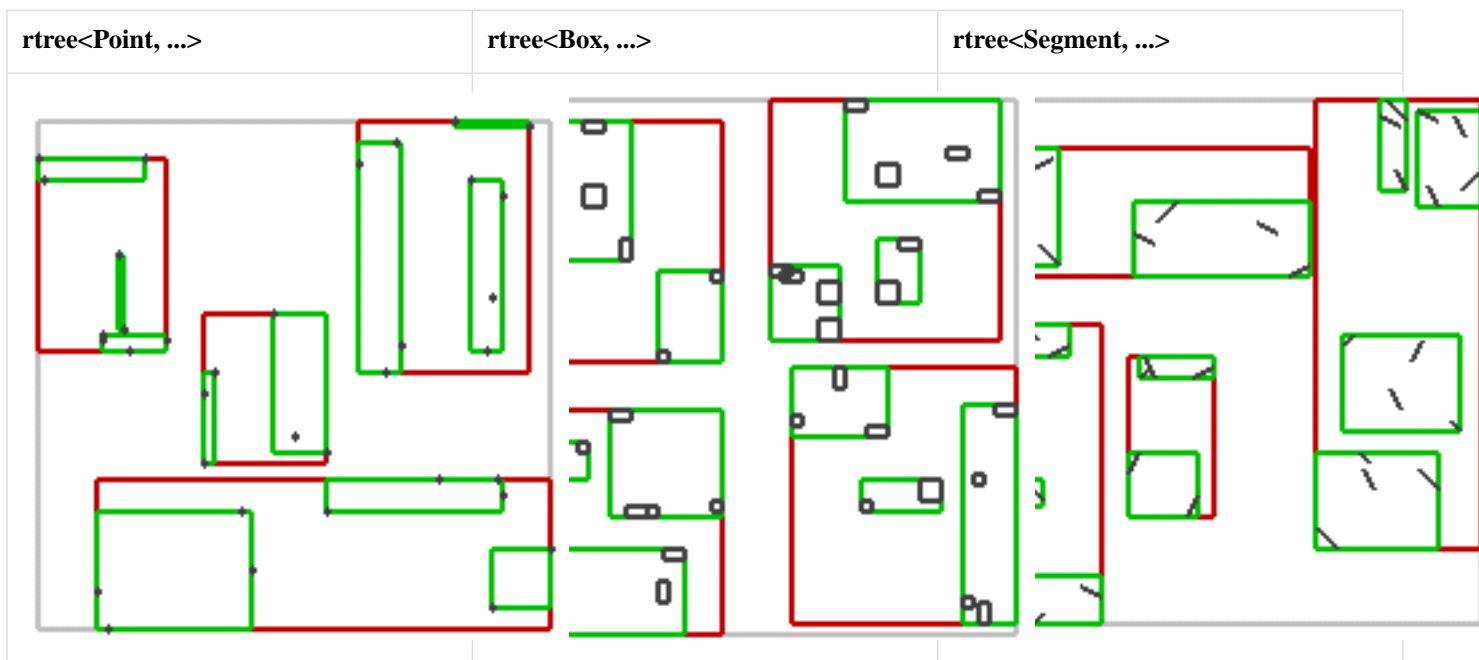 rtree<Point, ...>
rtree<Box, ...>
rtree<Segment, ...>